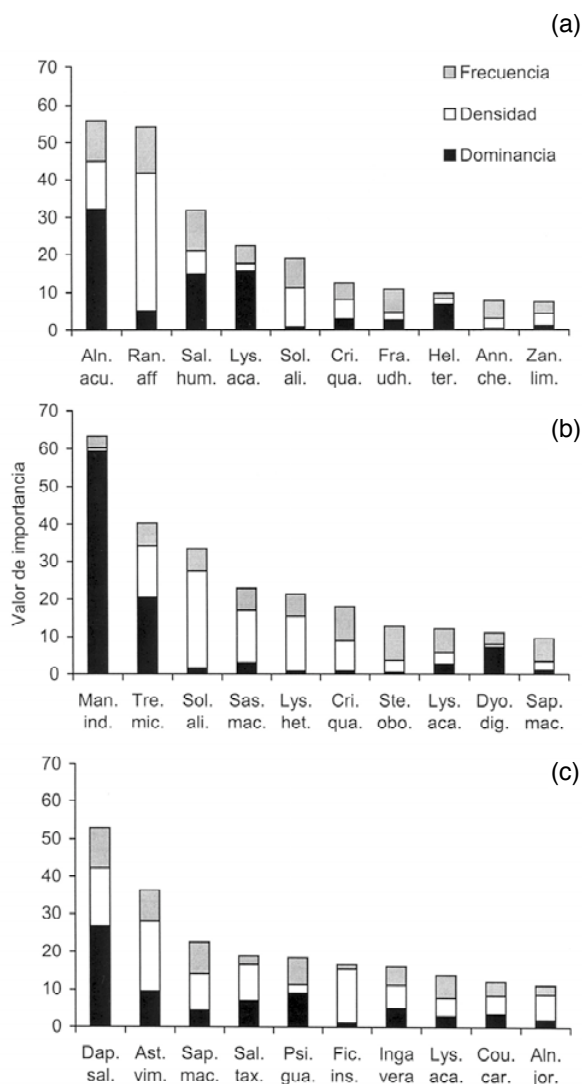 (a)
70
60
50
40
30
20
10
0
Frecuencia
Densidad
Dominancia
Aln. Ran. Sal. Lys. Sol. Cri. Fra. Hel. Ann. Zan.
acu. aff hum. aca. ali. qua. udh. ter. che. lim.
(b)
Valor de importancia
70
60
50
40
30
20
10
0
Man. Tre. Sol. Sas. Lys. Cri. Ste. Lys. Dyo. Sap.
ind. mic. ali. mac. het. qua. obo. aca. dig. mac.
(c)
70
60
50
40
30
20
10
0
Dap. Ast. Sap. Sal. Psi. Fic. Inga Lys. Cou. Aln.
sal. vim. mac. tax. gua. ins. vera aca. car. jor.